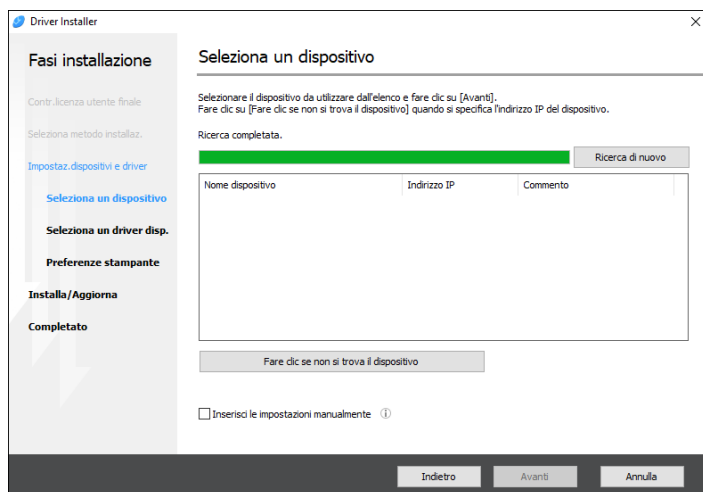 Driver Installer
Fasi installazione
Contr.licenza utente finale
Seleziona metodo installaz.
Impostaz.dispositivi e driver
Seleziona un dispositivo
Seleziona un driver disp.
Preferenze stampante
Installa/Aggiorna
Completato
Seleziona un dispositivo
Selezionare il dispositivo da utilizzare dall'elenco e fare clic su [Avanti].
Fare clic su [Fare clic se non si trova il dispositivo] quando si specifica l'indirizzo IP del dispositivo.
Ricerca completata.
Ricerca di nuovo
Nome dispositivo Indirizzo IP Commento
Fare clic se non si trova il dispositivo
Inserisci le impostazioni manualmente
Indietro Avanti Annulla